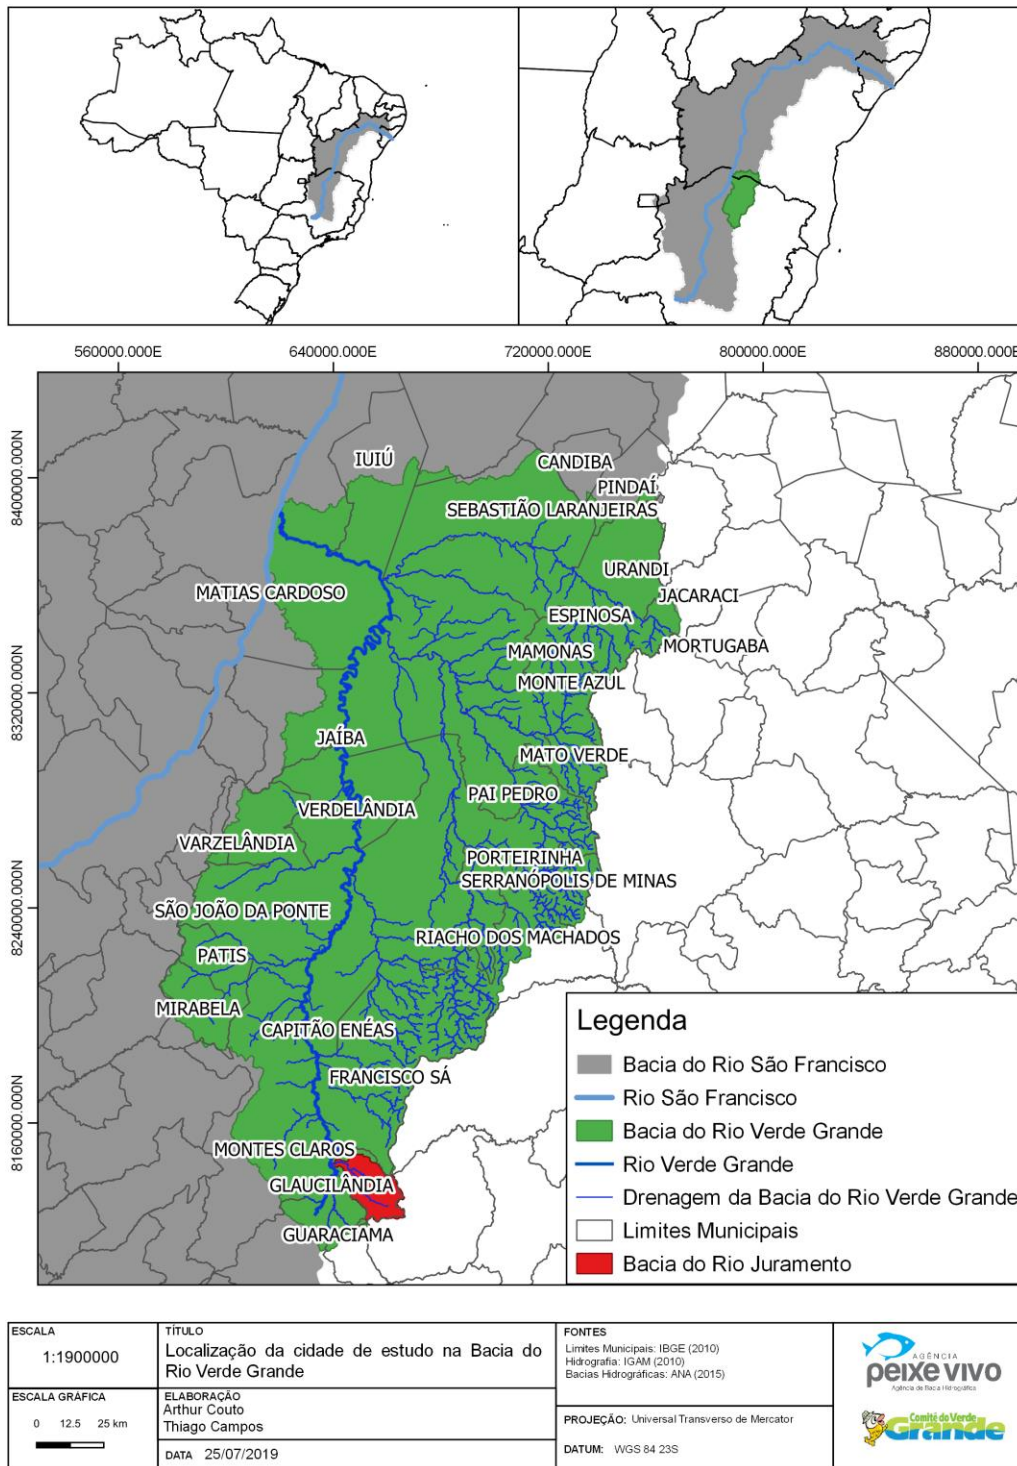 560000.000E 640000.000E 720000.000E 800000.000E 880000.000E
8400000.000N
8320000.000N
8240000.000N
8160000.000N
IUIÚ
CANDIBA
PINDAÍ
SEBASTIÃO LARANJEIRAS
URANDI
MATIAS CARDOSO
JACARACI
ESPINOSA
MORTUGABA
MAMONAS
MONTE AZUL
JAÍBA
MATO VERDE
PAI PEDRO
VERDELÂNDIA
VARZELÂNDIA
PORTEIRINHA
SERRANÓPOLIS DE MINAS
SÃO JOÃO DA PONTE
RIACHO DOS MACHADOS
PATIS
MIRABELA
CAPITÃO ENÉAS
FRANCISCO SÁ
MONTES CLAROS
GLAUCILÂNDIA
GUARACIAMA
Legenda
Bacia do Rio São Francisco
Rio São Francisco
Bacia do Rio Verde Grande
Rio Verde Grande
Drenagem da Bacia do Rio Verde Grande
Limites Municipais
Bacia do Rio Juramento
ESCALA
1:1900000
ESCALA GRÁFICA
0 12.5 25 km
TÍTULO
Localização da cidade de estudo na Bacia do
Rio Verde Grande
ELABORAÇÃO
Arthur Couto
Thiago Campos
DATA 25/07/2019
FONTES
Limites Municipais: IBGE (2010)
Hidrografia: IGAM (2010)
Bacias Hidrográficas: ANA (2015)
PROJEÇÃO: Universal Transverso de Mercator
DATUM: WGS 84 23S
AGÊNCIA
peixe vivo
Agência de Bacia Hidrográfica
Comitê do Verde
Grande